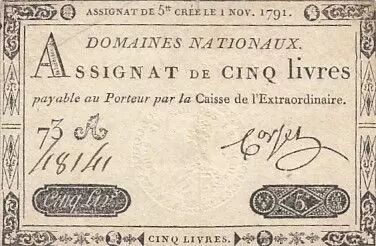 ASSIGNAT DE 5ᵗᵗ CRÉÉ LE 1 NOV. 1791.
DOMAINES NATIONAUX.
ASSIGNAT DE CINQ livres
payable au Porteur par la Caisse de l'Extraordinaire.
73 A
18141
Corsel
Cinq Liv.
5
CINQ LIVRES.